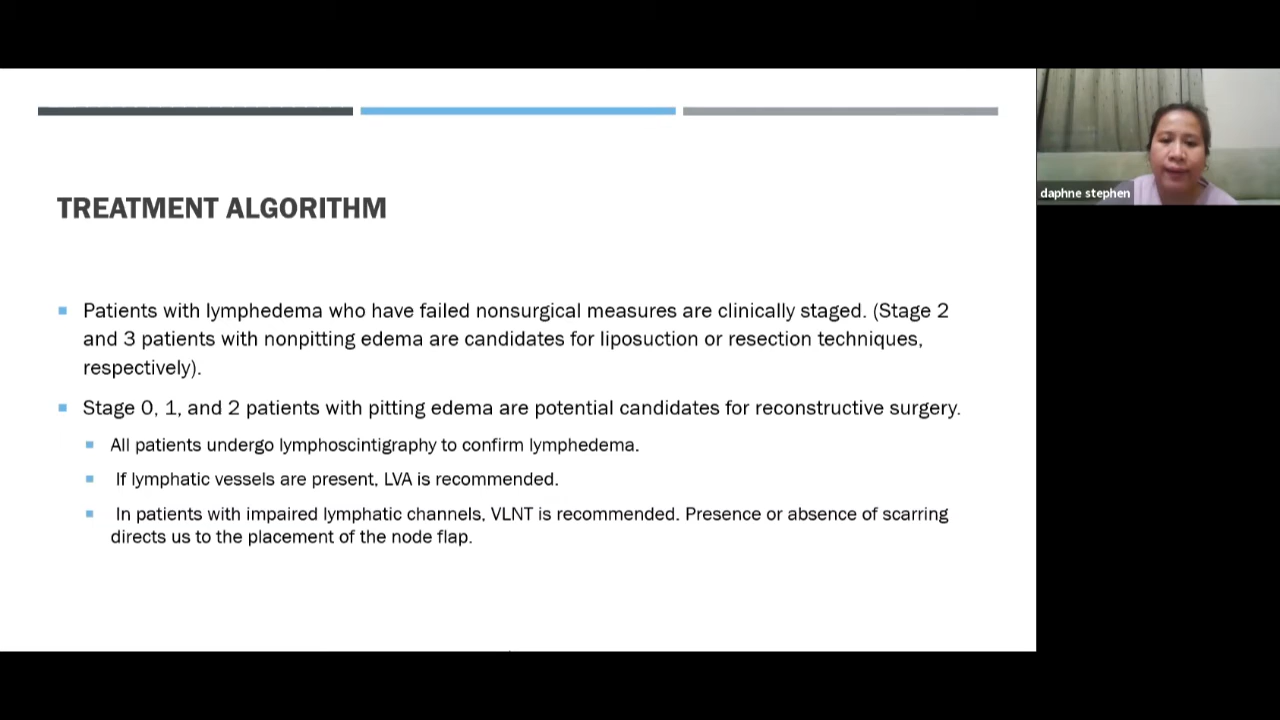 TREATMENT ALGORITHM
Patients with lymphedema who have failed nonsurgical measures are clinically staged. (Stage 2
and 3 patients with nonpitting edema are candidates for liposuction or resection techniques,
respectively).
Stage 0, 1, and 2 patients with pitting edema are potential candidates for reconstructive surgery.
All patients undergo lymphoscintigraphy to confirm lymphedema.
If lymphatic vessels are present, LVA is recommended.
In patients with impaired lymphatic channels, VLNT is recommended. Presence or absence of scarring
directs us to the placement of the node flap.
daphne stephen